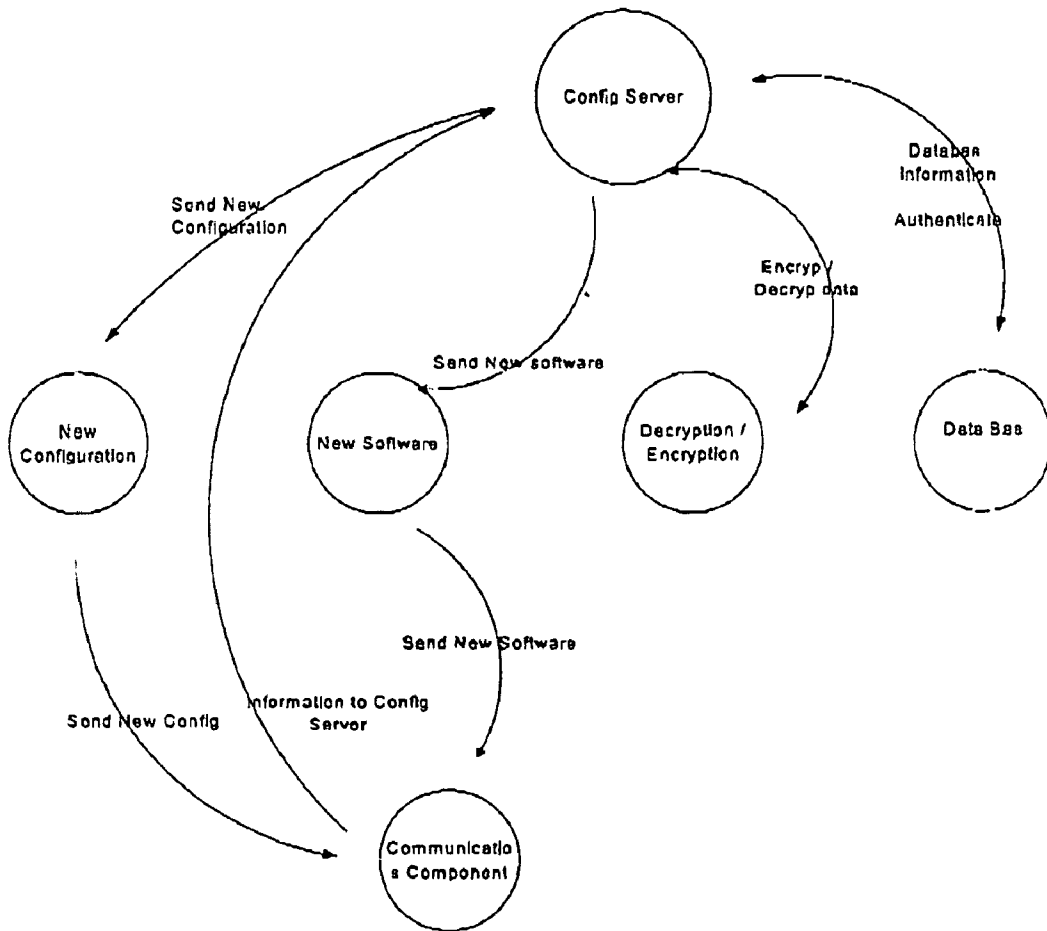 Config Server
Databas
Information
Authenticate
Send New
Configuration
Encryp /
Decryp data
Send New software
New
Configuration
New Software
Decryption /
Encryption
Data Bas
Send New Software
Information to Config
Server
Send New Config
Communicatio
s Component